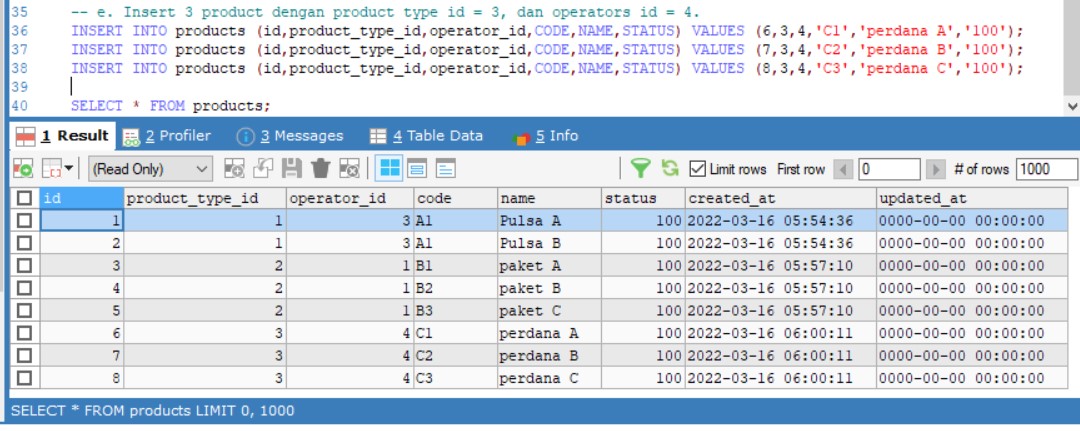 35 -- e. Insert 3 product dengan product type id = 3, dan operators id = 4.
36 INSERT INTO products (id,product_type_id,operator_id,CODE,NAME,STATUS) VALUES (6,3,4,'C1','perdana A','100');
37 INSERT INTO products (id,product_type_id,operator_id,CODE,NAME,STATUS) VALUES (7,3,4,'C2','perdana B','100');
38 INSERT INTO products (id,product_type_id,operator_id,CODE,NAME,STATUS) VALUES (8,3,4,'C3','perdana C','100');
39
40 SELECT * FROM products;
1 Result 2 Profiler 3 Messages 4 Table Data 5 Info
(Read Only) Limit rows First row 0 # of rows 1000
id product_type_id operator_id code name status created_at updated_at
1 1 3 A1 Pulsa A 100 2022-03-16 05:54:36 0000-00-00 00:00:00
2 1 3 A1 Pulsa B 100 2022-03-16 05:54:36 0000-00-00 00:00:00
3 2 1 B1 paket A 100 2022-03-16 05:57:10 0000-00-00 00:00:00
4 2 1 B2 paket B 100 2022-03-16 05:57:10 0000-00-00 00:00:00
5 2 1 B3 paket C 100 2022-03-16 05:57:10 0000-00-00 00:00:00
6 3 4 C1 perdana A 100 2022-03-16 06:00:11 0000-00-00 00:00:00
7 3 4 C2 perdana B 100 2022-03-16 06:00:11 0000-00-00 00:00:00
8 3 4 C3 perdana C 100 2022-03-16 06:00:11 0000-00-00 00:00:00
SELECT * FROM products LIMIT 0, 1000